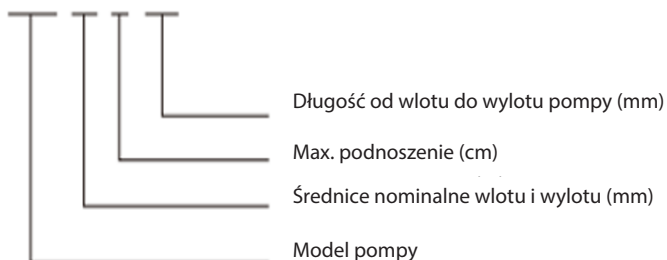 Długość od wlotu do wylotu pompy (mm)
Max. podnoszenie (cm)
Średnice nominalne wlotu i wylotu (mm)
Model pompy